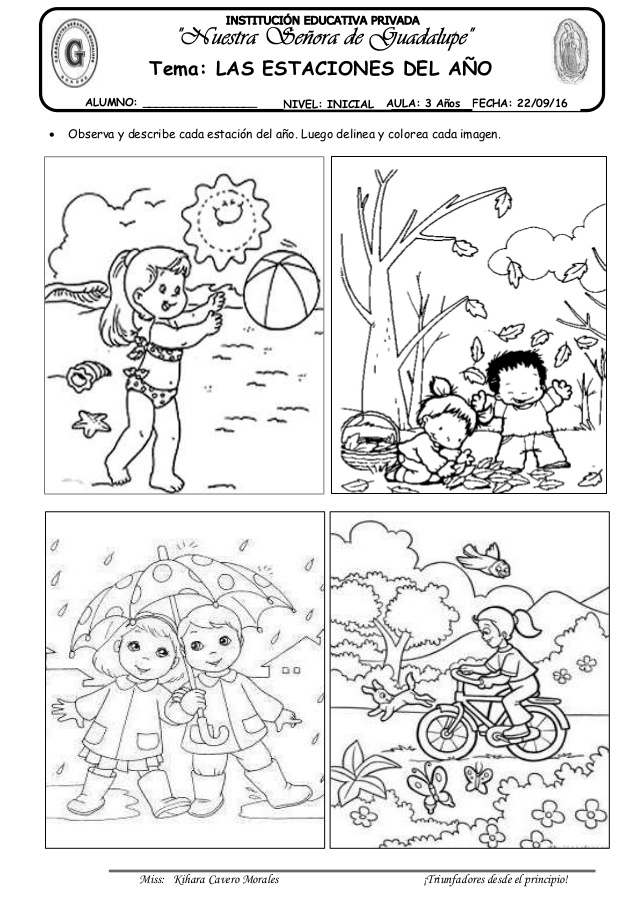 INSTITUCIÓN EDUCATIVA PRIVADA
"Nuestra Señora de Guadalupe"
Tema: LAS ESTACIONES DEL AÑO
ALUMNO: _________________ NIVEL: INICIAL AULA: 3 Años FECHA: 22/09/16
G
• Observa y describe cada estación del año. Luego delinea y colorea cada imagen.
Miss: Kihara Cavero Morales ¡Triunfadores desde el principio!